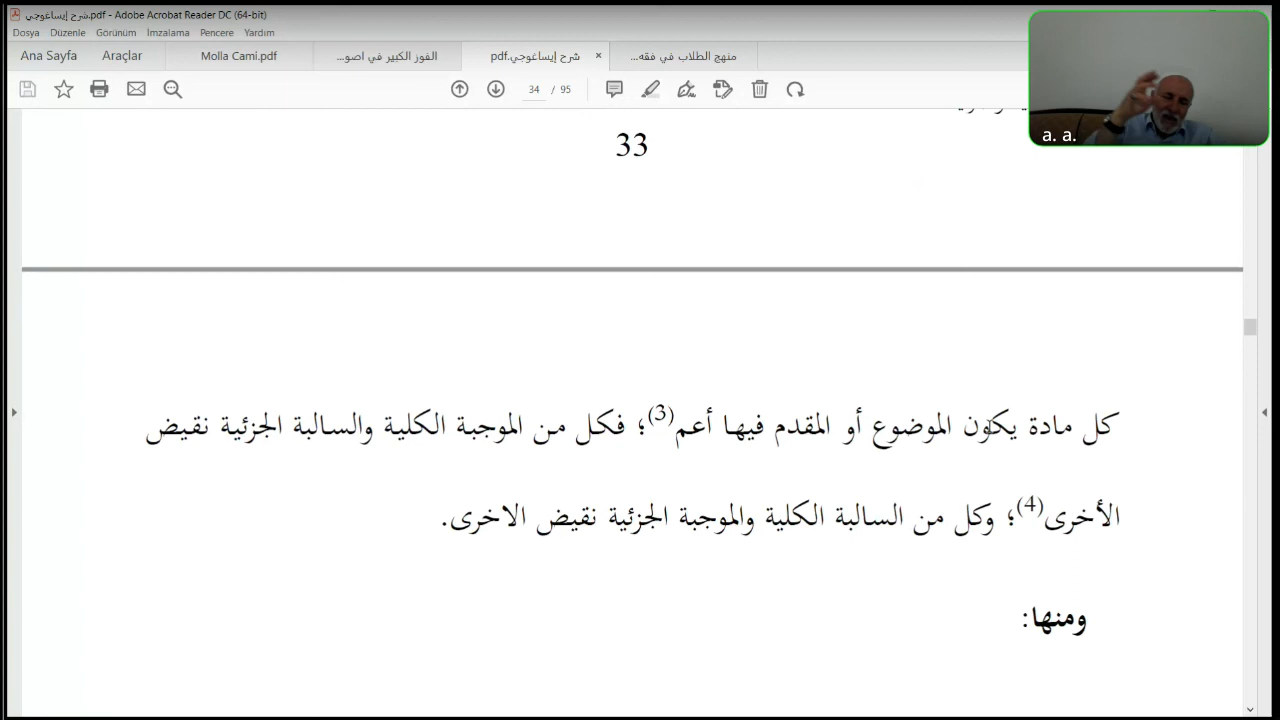 شرح إيساغوجي.pdf - Adobe Acrobat Reader DC (64-bit)
Dosya Düzenle Görünüm İmzalama Pencere Yardım
Ana Sayfa Araçlar Molla Cami.pdf الفوز الكبير في اصو... شرح إيساغوجي.pdf × منهج الطلاب في فقه...
34 / 95
a. a.
33
كل مادة يكون الموضوع أو المقدم فيها أعم(3)؛ فكل من الموجبة الكلية والسالبة الجزئية نقيض
الأخرى(4)؛ وكل من السالبة الكلية والموجبة الجزئية نقيض الاخرى.
ومنها: